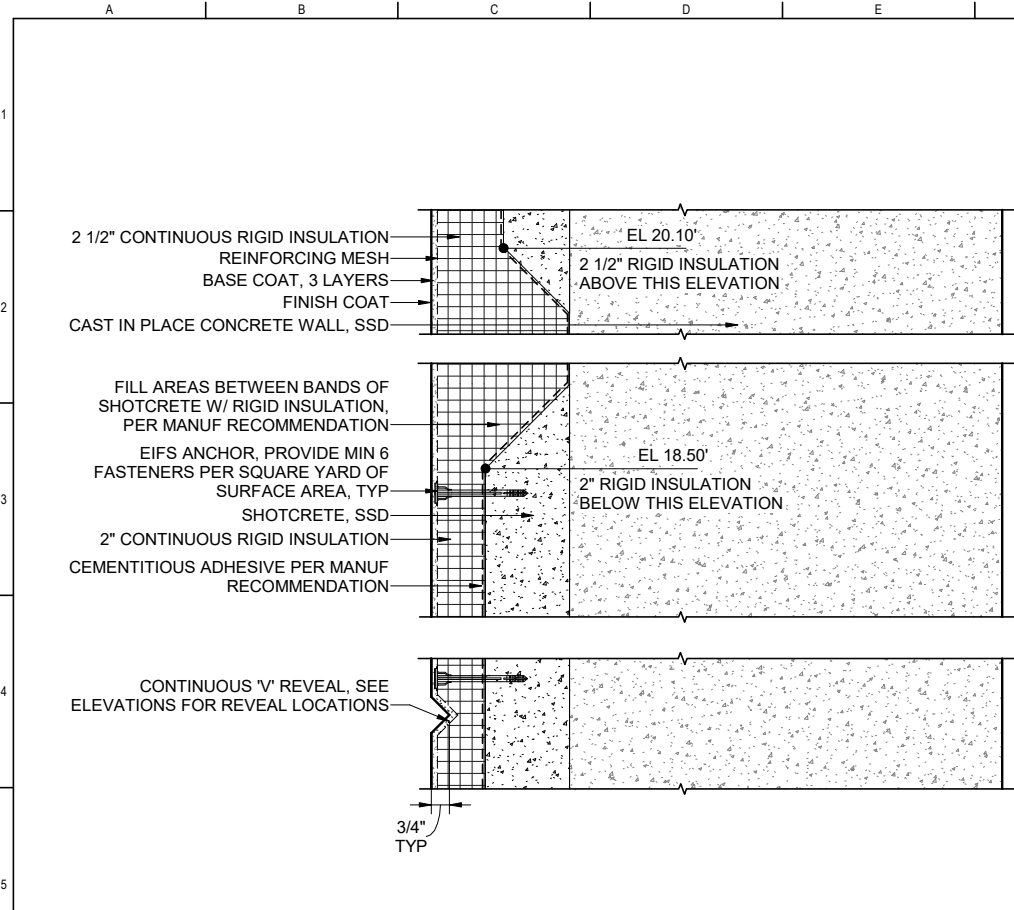 A B C D E
1
2 1/2" CONTINUOUS RIGID INSULATION
REINFORCING MESH
BASE COAT, 3 LAYERS
FINISH COAT
CAST IN PLACE CONCRETE WALL, SSD
EL 20.10'
2 1/2" RIGID INSULATION
ABOVE THIS ELEVATION
2
FILL AREAS BETWEEN BANDS OF
SHOTCRETE W/ RIGID INSULATION,
PER MANUF RECOMMENDATION
EIFS ANCHOR, PROVIDE MIN 6
FASTENERS PER SQUARE YARD OF
SURFACE AREA, TYP
SHOTCRETE, SSD
2" CONTINUOUS RIGID INSULATION
CEMENTITIOUS ADHESIVE PER MANUF
RECOMMENDATION
EL 18.50'
2" RIGID INSULATION
BELOW THIS ELEVATION
3
CONTINUOUS 'V' REVEAL, SEE
ELEVATIONS FOR REVEAL LOCATIONS
4
3/4"
TYP
5